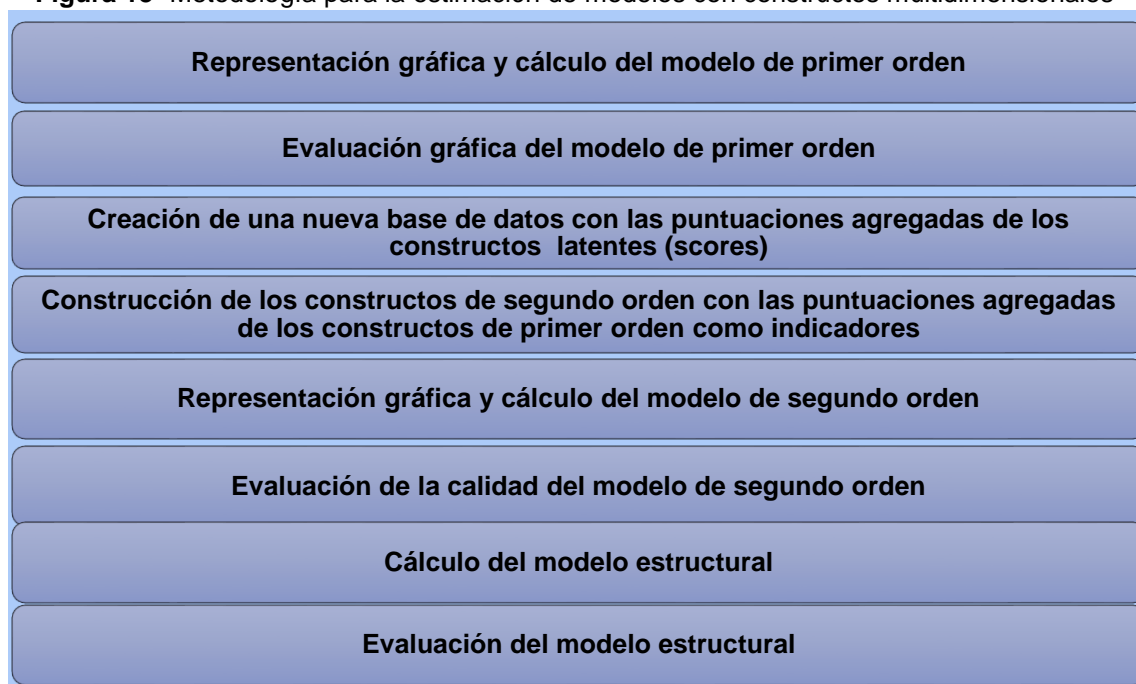 Figura 18- Metodología para la estimación de modelos con constructos multidimensionales
Representación gráfica y cálculo del modelo de primer orden
Evaluación gráfica del modelo de primer orden
Creación de una nueva base de datos con las puntuaciones agregadas de los
constructos latentes (scores)
Construcción de los constructos de segundo orden con las puntuaciones agregadas
de los constructos de primer orden como indicadores
Representación gráfica y cálculo del modelo de segundo orden
Evaluación de la calidad del modelo de segundo orden
Cálculo del modelo estructural
Evaluación del modelo estructural